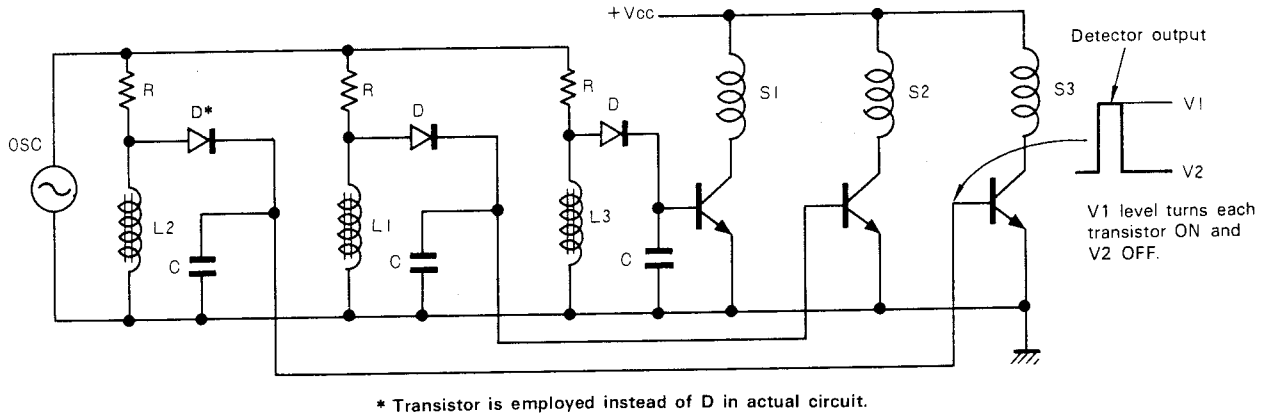 +Vcc
Detector output
R
R
R
S1
S2
S3
D*
D
D
V1
OSC
V2
L2
L1
L3
V1 level turns each
transistor ON and
V2 OFF.
C
C
C
* Transistor is employed instead of D in actual circuit.